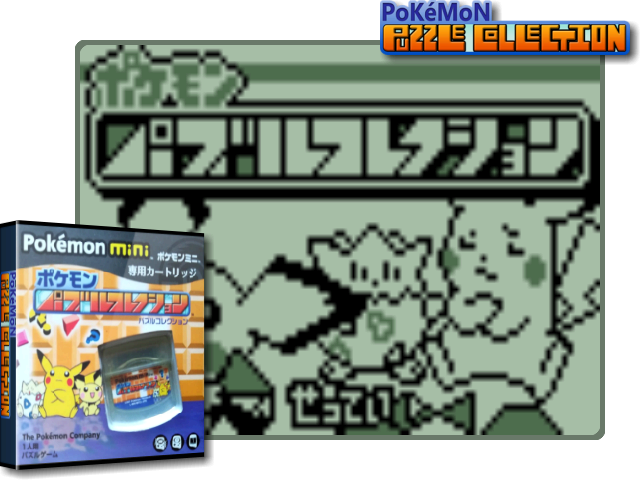 PoKéMoN
PUZZLE COLLECTION
ポケモン
パズルコレクション
せってい
Pokémon mini
ポケモンミニ
専用カートリッジ
ポケモン
パズルコレクション
パズルコレクション
The Pokémon Company
1人用
パズルゲーム
POKéMON
PUZZLE COLLECTION